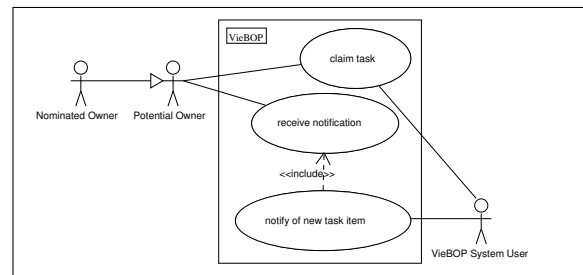 VieBOP
claim task
Nominated Owner
Potential Owner
receive notification
<<include>>
notify of new task item
VieBOP System User